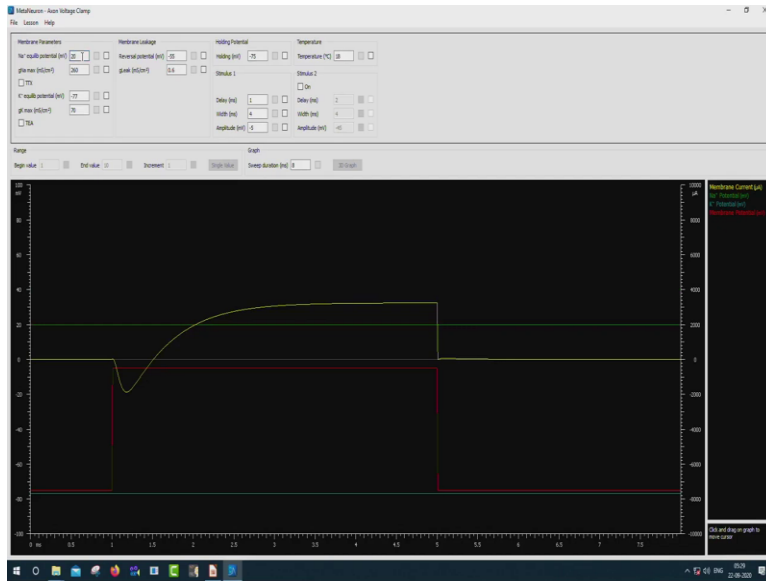 MetaNeuron - Axon Voltage Clamp
File Lesson Help
Membrane Parameters Membrane Leakage Holding Potential Temperature
Na⁺ equilib potential (mV) 20 Reversal potential (mV) -50 Holding (mV) -75 Temperature (°C) 18
gNa max (mS/cm²) 260 gLeak (mS/cm²) 0.6 Stimulus 1 Stimulus 2
TTX On
K⁺ equilib potential (mV) -77 Delay (ms) 1 Delay (ms)
gK max (mS/cm²) 70 Width (ms) 4 Width (ms)
TEA Amplitude (mV) -5 Amplitude (mV)
Range Graph
Begin value End value Increment Single Value Sweep duration (ms) 8 3D Graph
100 10000
mV µA
80 8000
60 6000
40 4000
20 2000
0 0
-20 -2000
-40 -4000
-60 -6000
-80 -8000
-100
0 ms 0.5 1 1.5 2 2.5 3 3.5 4 4.5 5 5.5 6 6.5 7 7.5
Membrane Current (µA)
Na⁺ Potential (mV)
K⁺ Potential (mV)
Membrane Potential (mV)
Click and drag on graph to
move cursor
ENG 05:29
22-09-2020